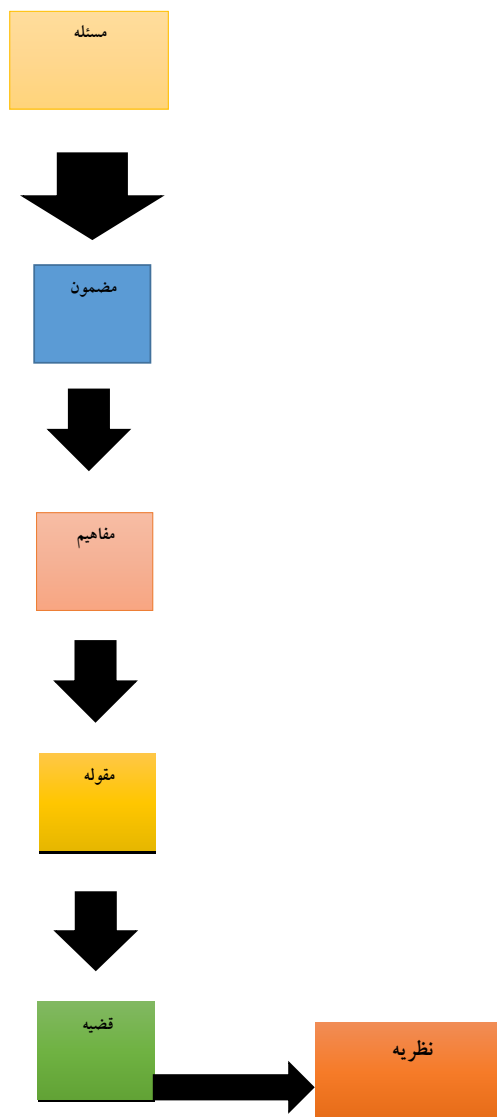 مسئله
مضمون
مفاهیم
مقوله
قضیه
نظریه